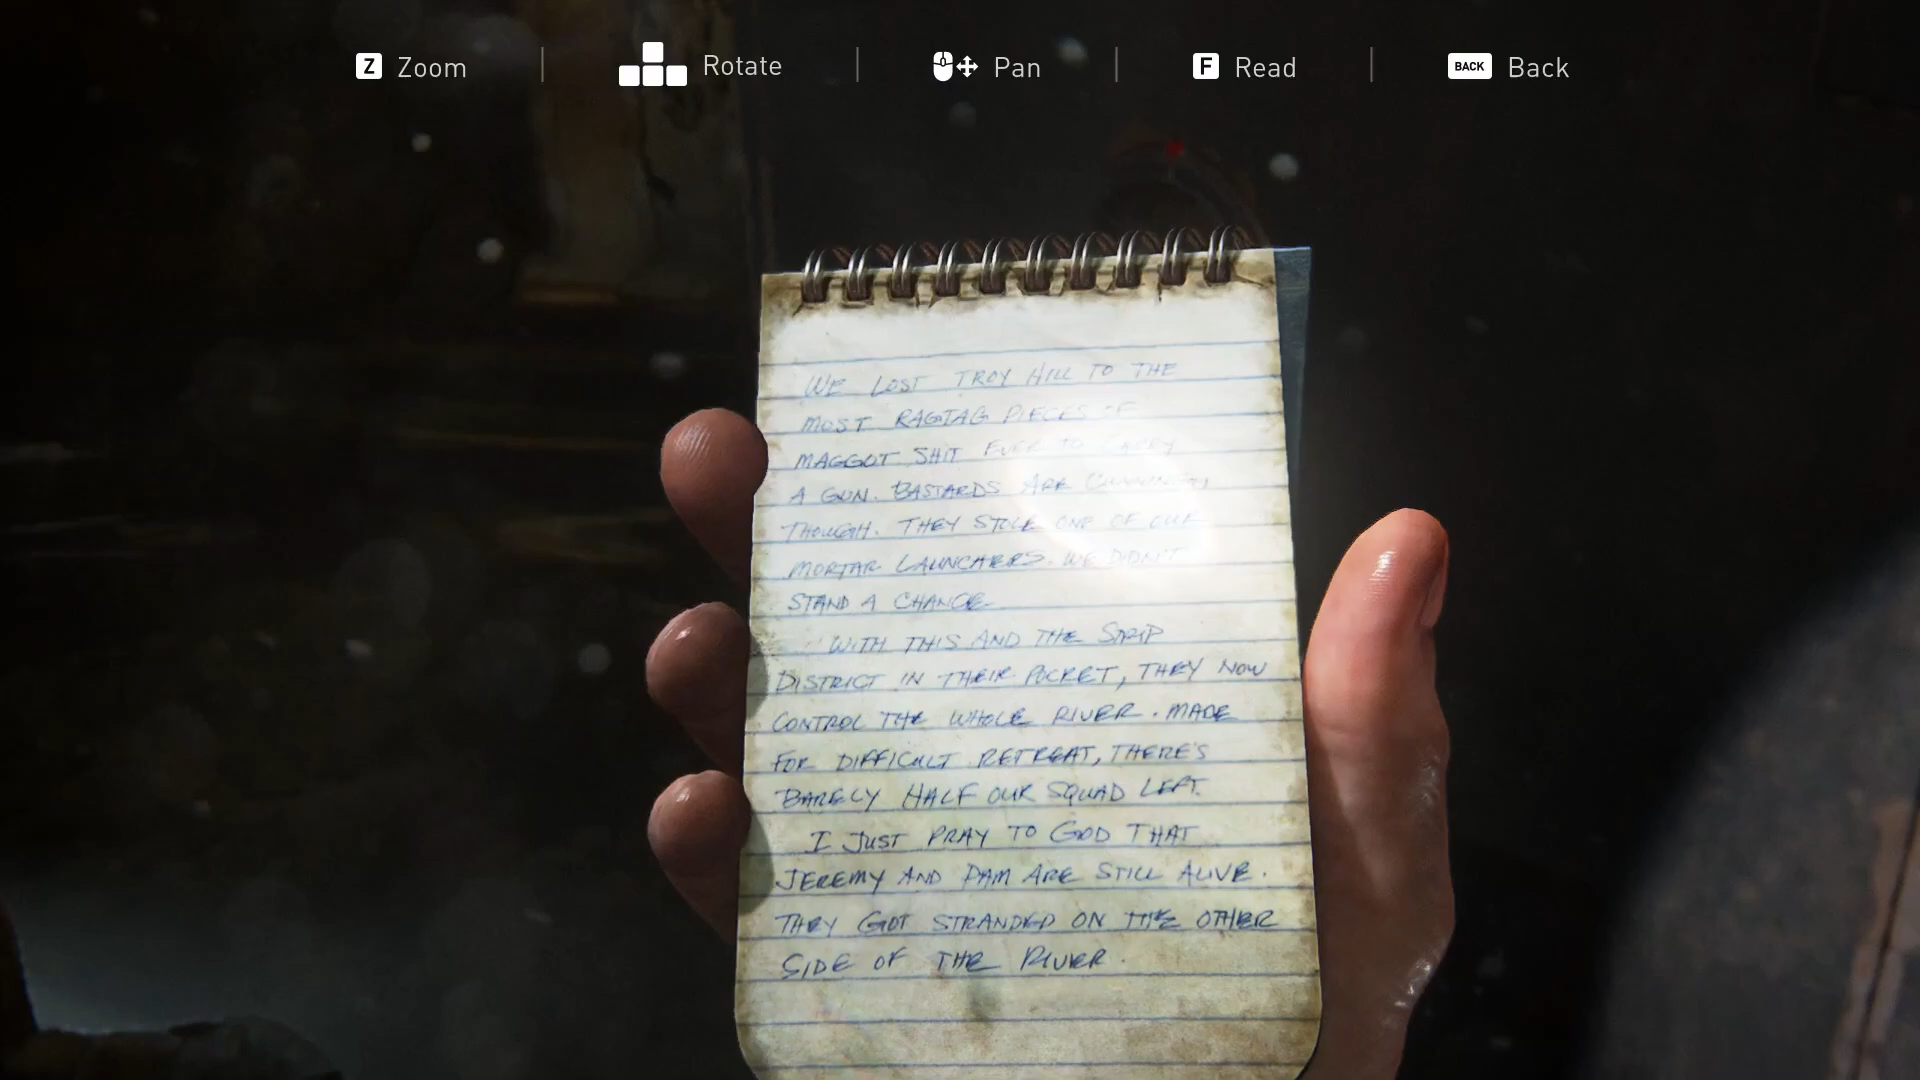 Z Zoom
Rotate
Pan
F Read
BACK Back
WE LOST TROY HILL TO THE
MOST RAGTAG PIECES OF
MAGGOT SHIT EVER TO CARRY
A GUN. BASTARDS ARE CUNNING,
THOUGH. THEY STOLE ONE OF OUR
MORTAR LAUNCHERS. WE DIDN'T
STAND A CHANCE.
WITH THIS AND THE STRIP
DISTRICT IN THEIR POCKET, THEY NOW
CONTROL THE WHOLE RIVER. MADE
FOR DIFFICULT RETREAT, THERE'S
BARELY HALF OUR SQUAD LEFT.
I JUST PRAY TO GOD THAT
JEREMY AND PAM ARE STILL ALIVE.
THEY GOT STRANDED ON THE OTHER
SIDE OF THE RIVER.